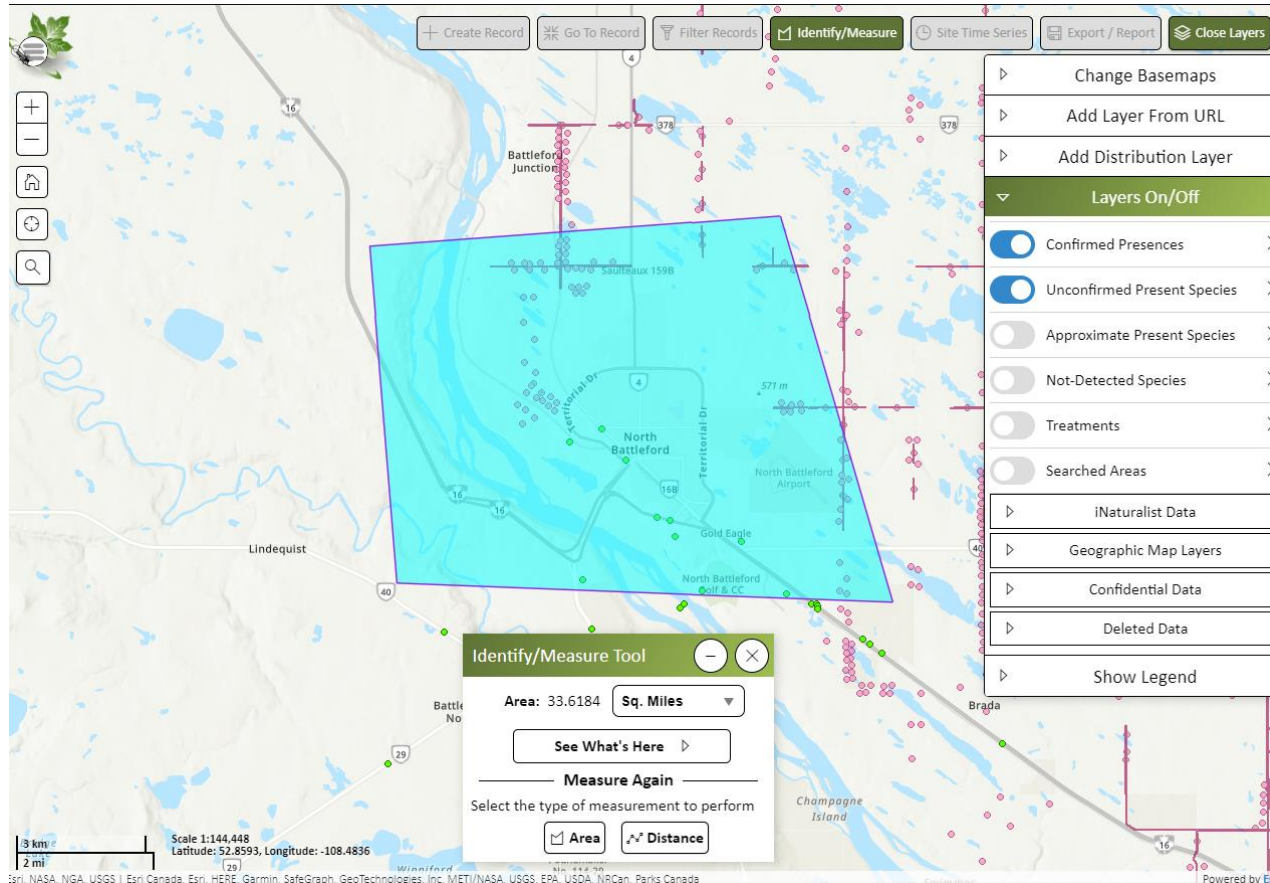 Create Record
Go To Record
Filter Records
Identify/Measure
Site Time Series
Export / Report
Close Layers
Change Basemaps
Add Layer From URL
Add Distribution Layer
Layers On/Off
Confirmed Presences
Unconfirmed Present Species
Approximate Present Species
Not-Detected Species
Treatments
Searched Areas
iNaturalist Data
Geographic Map Layers
Confidential Data
Deleted Data
Show Legend
4
16
378
378
Battleford
Junction
Saulteaux 159B
Territorial Dr
4
571 m
North
Battleford
Territorial Dr
North Battleford
Airport
16B
16
16
Gold Eagle
40
Lindequist
40
North Battleford
Golf & CC
Identify/Measure Tool
Area: 33.6184 Sq. Miles
See What's Here
Measure Again
Select the type of measurement to perform
Area
Distance
Brada
29
Champagne
Island
16
3 km
2 mi
Scale 1:144,448
Latitude: 52.8593, Longitude: -108.4836
29
Esri, NASA, NGA, USGS | Esri Canada, Esri, HERE, Garmin, SafeGraph, GeoTechnologies, Inc, METI/NASA, USGS, EPA, USDA, NRCan, Parks Canada
Powered by